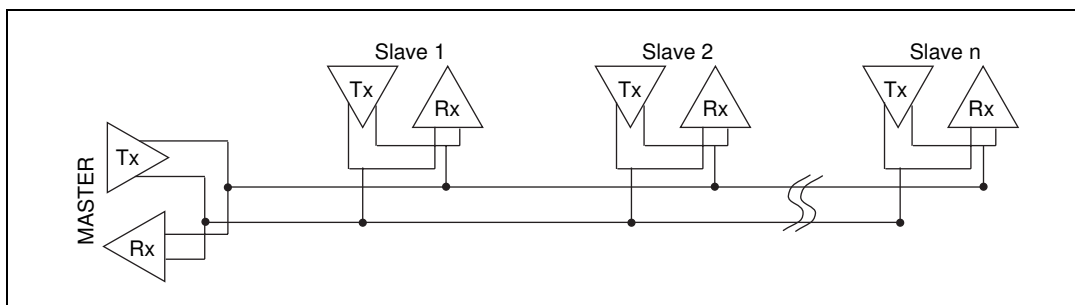 Slave 1
Slave 2
Slave n
Tx
Rx
Tx
Rx
Tx
Rx
MASTER
Tx
Rx